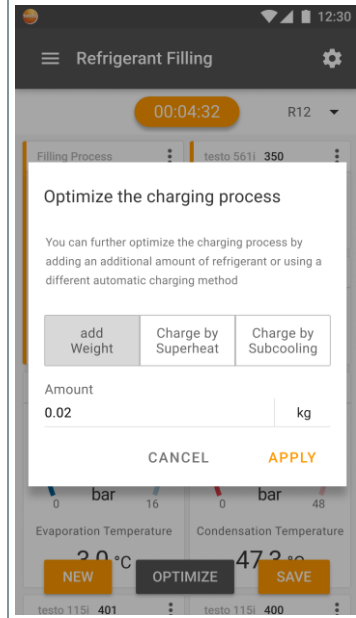 12:30
Refrigerant Filling
00:04:32 R12
Filling Process testo 561i 350
Optimize the charging process
You can further optimize the charging process by
adding an additional amount of refrigerant or using a
different automatic charging method
add
Weight
Charge by
Superheat
Charge by
Subcooling
Amount
0.02 kg
CANCEL APPLY
bar bar
0 16 0 48
Evaporation Temperature Condensation Temperature
°C 47.3 °C
NEW OPTIMIZE SAVE
testo 115i 401 testo 115i 400